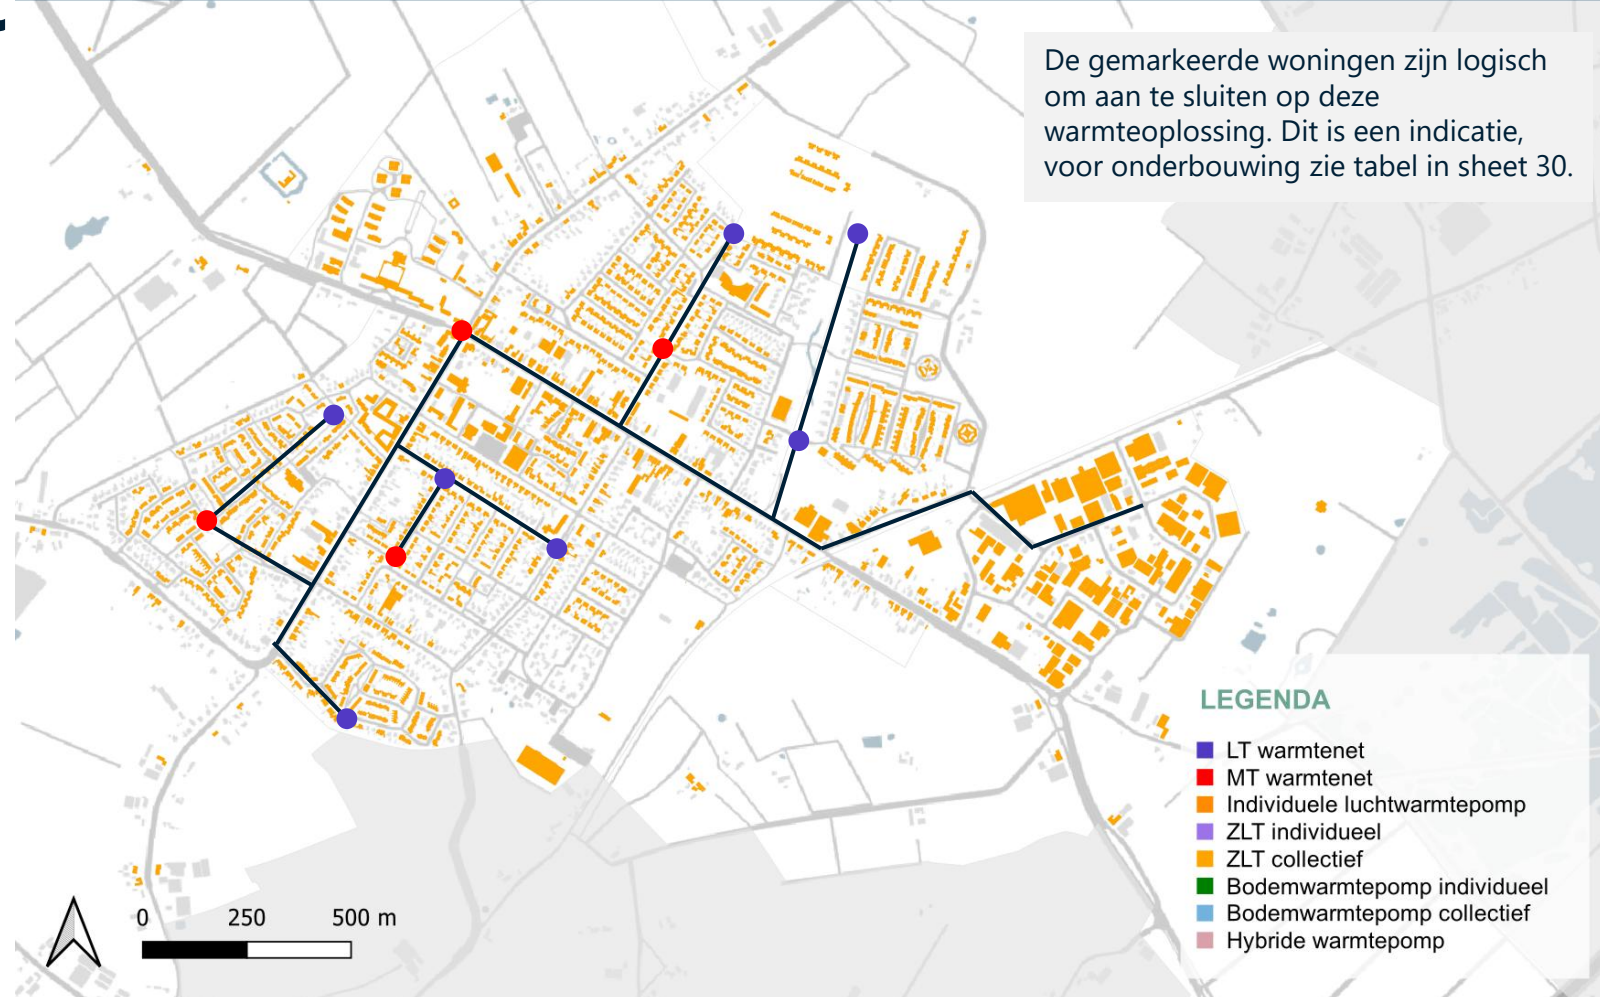 De gemarkeerde woningen zijn logisch
om aan te sluiten op deze
warmteoplossing. Dit is een indicatie,
voor onderbouwing zie tabel in sheet 30.
LEGENDA
LT warmtenet
MT warmtenet
Individuele luchtwarmtepomp
ZLT individueel
ZLT collectief
Bodemwarmtepomp individueel
Bodemwarmtepomp collectief
Hybride warmtepomp
0 250 500 m